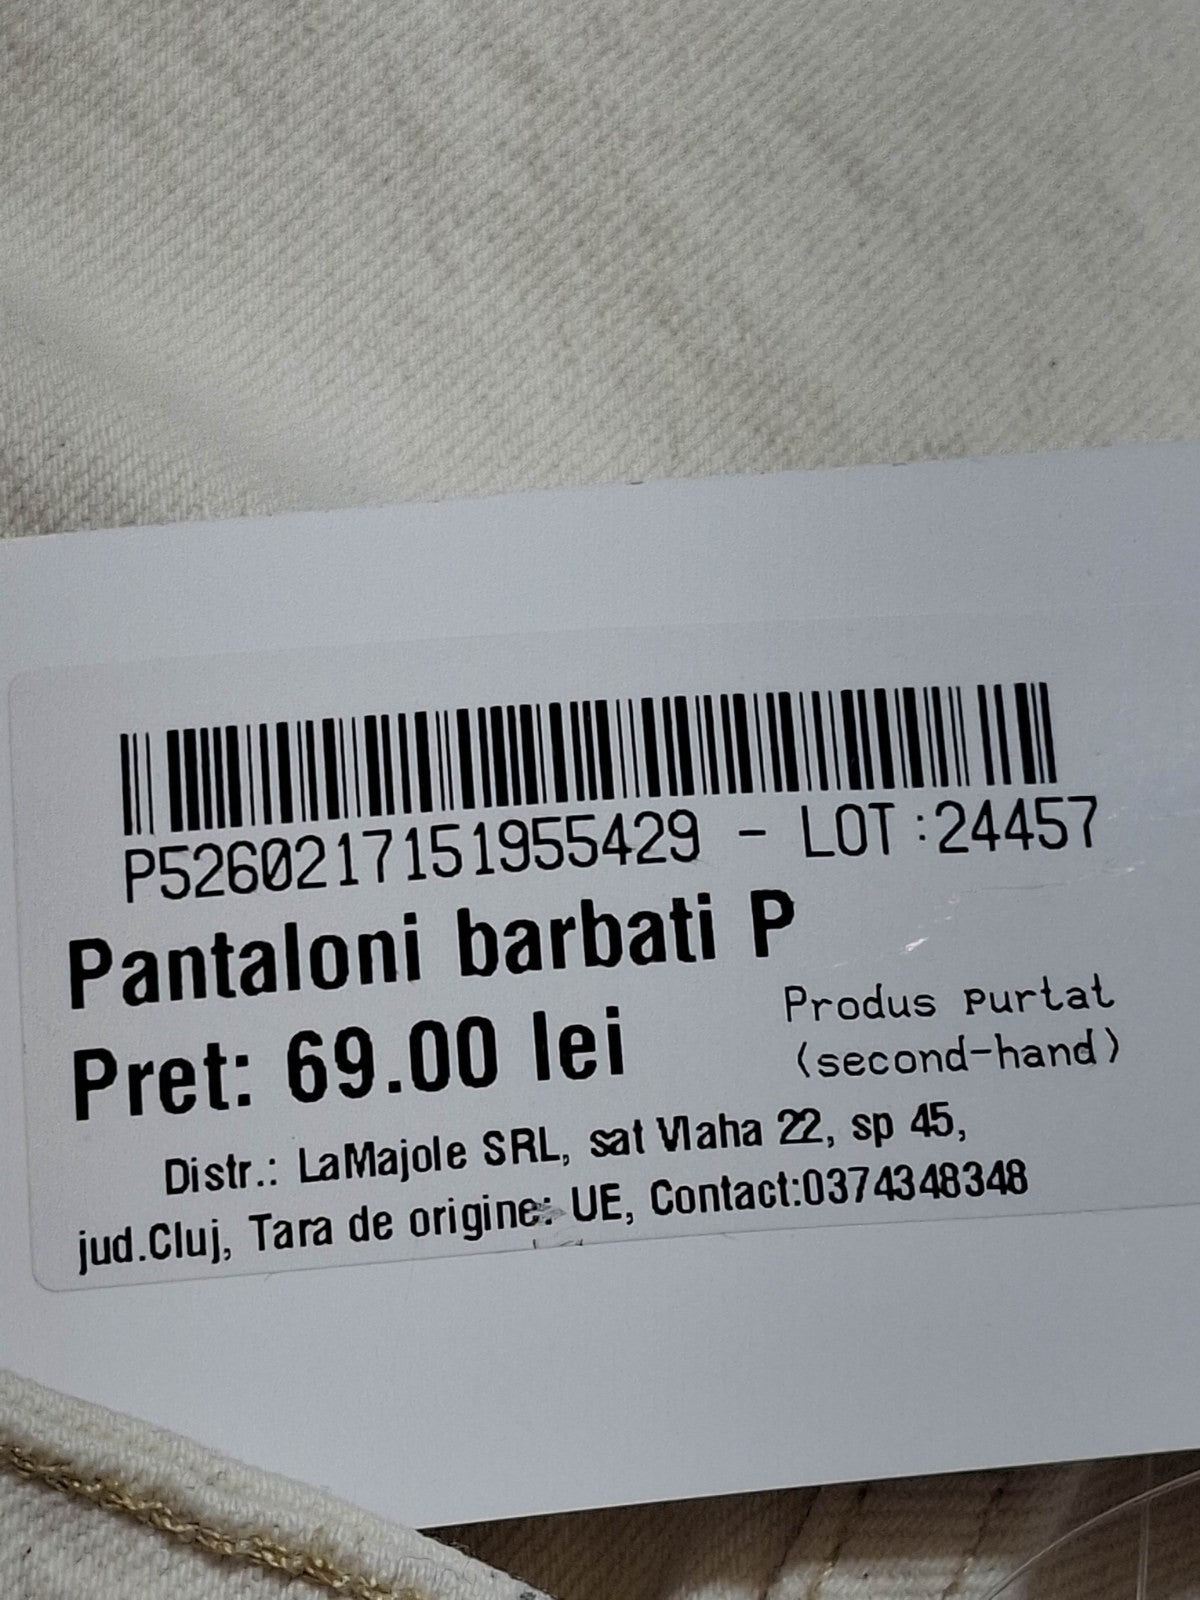 P5260217151955429 - LOT:24457
Pantaloni barbati P
Pret: 69.00 lei
Produs purtat
(second-hand)
Distr.: LaMajole SRL, sat Vlaha 22, sp 45,
jud.Cluj, Tara de origine: UE, Contact:0374348348